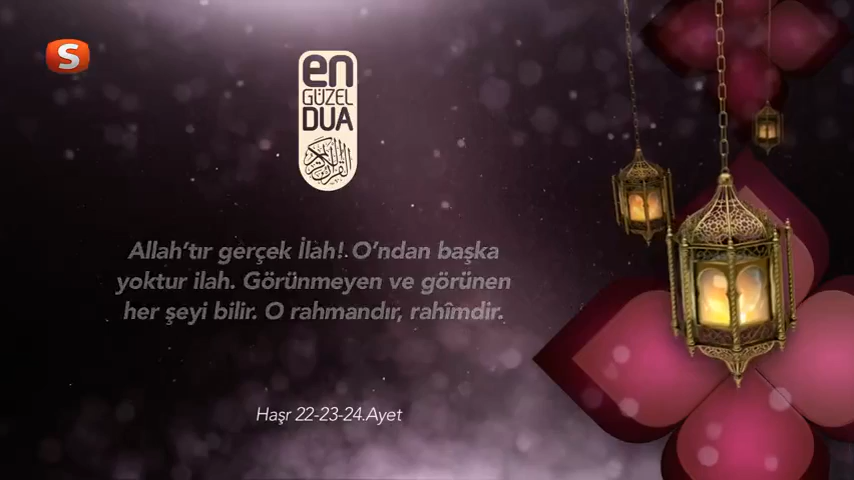 S
en
GÜZEL
DUA
Allah’tır gerçek İlah! O’ndan başka
yoktur ilah. Görünmeyen ve görünen
her şeyi bilir. O rahmandır, rahîmdir.
Haşr 22-23-24.Ayet